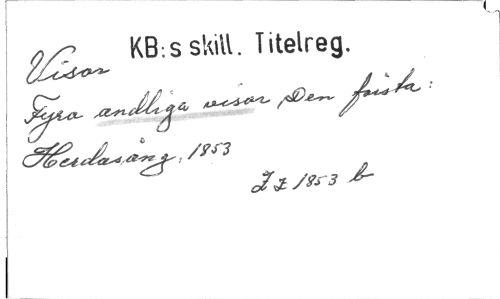 KB:s skill. Titelreg.
Visor
Fyra andliga visor Den första:
Herdasång, 1853
Z Z 1853 b